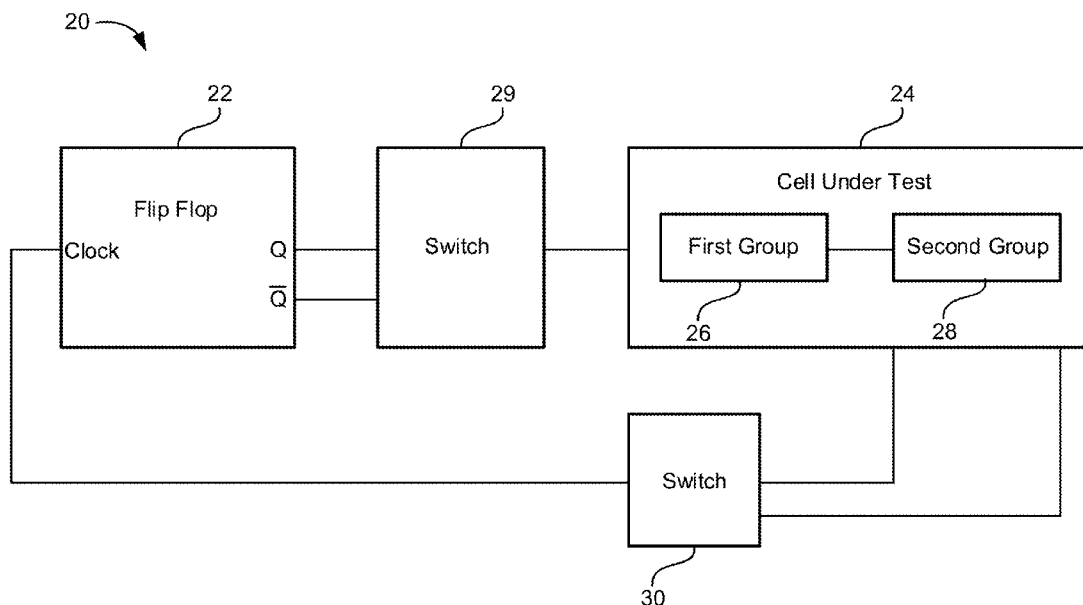 20
22
29
24
Flip Flop
Clock
Q
Q̅
Switch
Cell Under Test
First Group
Second Group
26
28
Switch
30